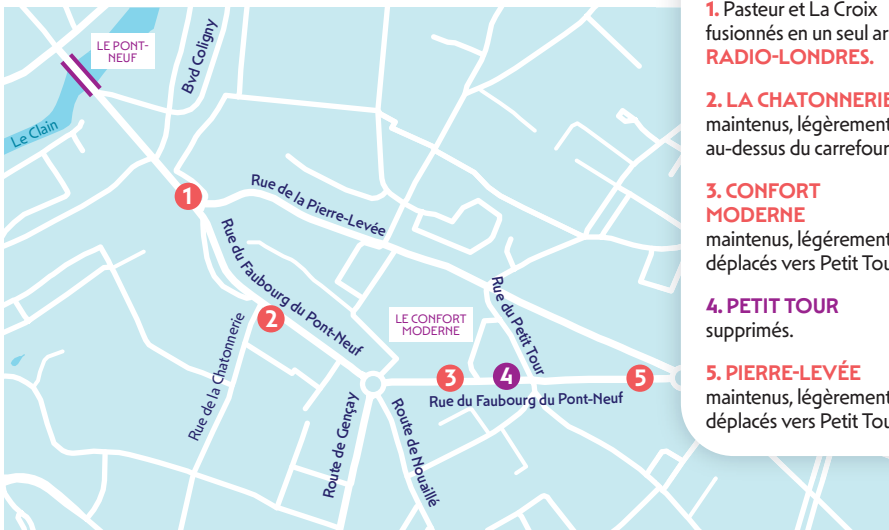 LE PONT-
NEUF
Bvd Coligny
Le Clain
1
Rue de la Pierre-Levée
Rue du Faubourg du Pont-Neuf
2
Rue de la Chatonnerie
LE CONFORT
MODERNE
Rue du Petit Tour
3
4
5
Rue du Faubourg du Pont-Neuf
Route de Gençay
Route de Nouaillé
1. Pasteur et La Croix
fusionnés en un seul
RADIO-LONDRES.
2. LA CHATONNERIE
maintenus, légèrement
au-dessus du carrefour
3. CONFORT
MODERNE
maintenus, légérement
déplacés vers Petit
4. PETIT TOUR
supprimés.
5. PIERRE-LEVÉE
maintenus, légèrement
déplacés vers Petit